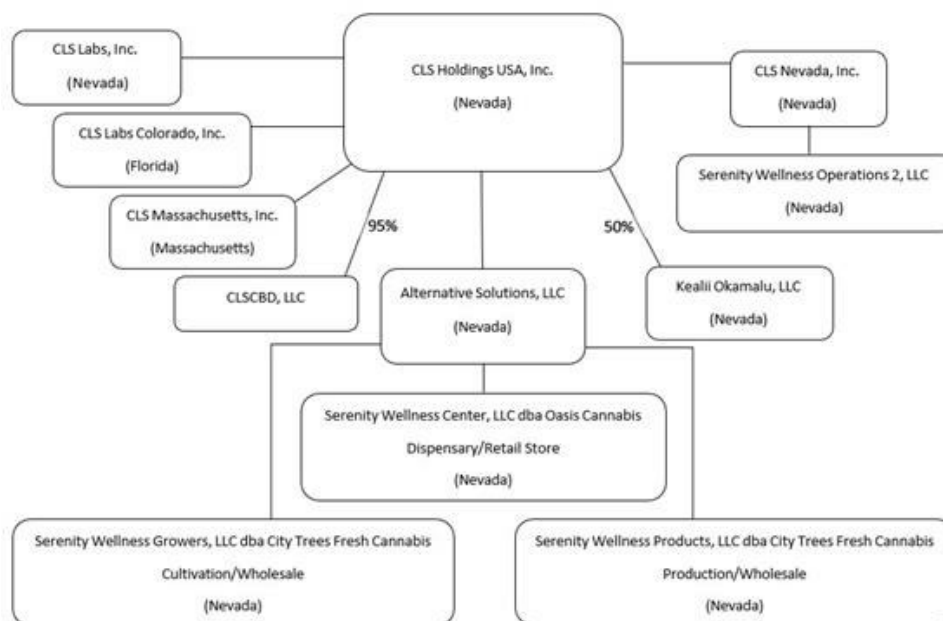 CLS Holdings USA, Inc.
(Nevada)
CLS Labs, Inc.
(Nevada)
CLS Nevada, Inc.
(Nevada)
CLS Labs Colorado, Inc.
(Florida)
Serenity Wellness Operations 2, LLC
(Nevada)
CLS Massachusetts, Inc.
(Massachusetts)
95%
50%
CLSCBD, LLC
Alternative Solutions, LLC
(Nevada)
Kealii Okamalu, LLC
(Nevada)
Serenity Wellness Center, LLC dba Oasis Cannabis
Dispensary/Retail Store
(Nevada)
Serenity Wellness Growers, LLC dba City Trees Fresh Cannabis
Cultivation/Wholesale
(Nevada)
Serenity Wellness Products, LLC dba City Trees Fresh Cannabis
Production/Wholesale
(Nevada)